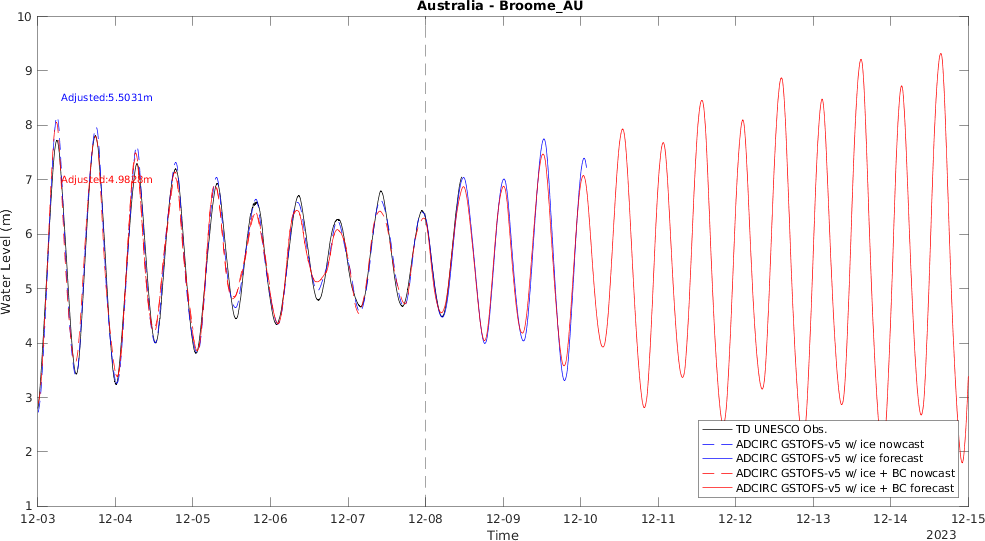 Australia - Broome_AU
10
9
8
7
6
5
4
3
2
1
Water Level (m)
Adjusted:5.5031m
Adjusted:4.9828m
TD UNESCO Obs.
ADCIRC GSTOFS-v5 w/ ice nowcast
ADCIRC GSTOFS-v5 w/ ice forecast
ADCIRC GSTOFS-v5 w/ ice + BC nowcast
ADCIRC GSTOFS-v5 w/ ice + BC forecast
12-03 12-04 12-05 12-06 12-07 12-08 12-09 12-10 12-11 12-12 12-13 12-14 12-15
Time
2023